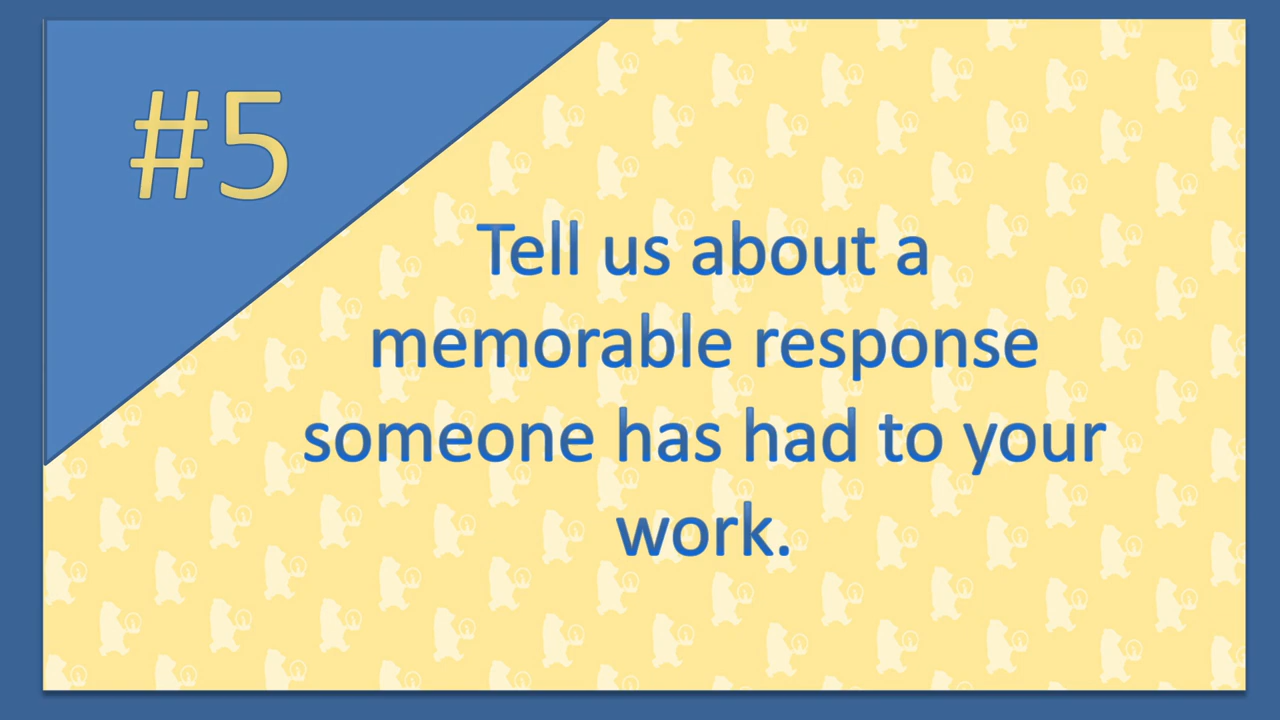 #5
Tell us about a
memorable response
someone has had to your
work.